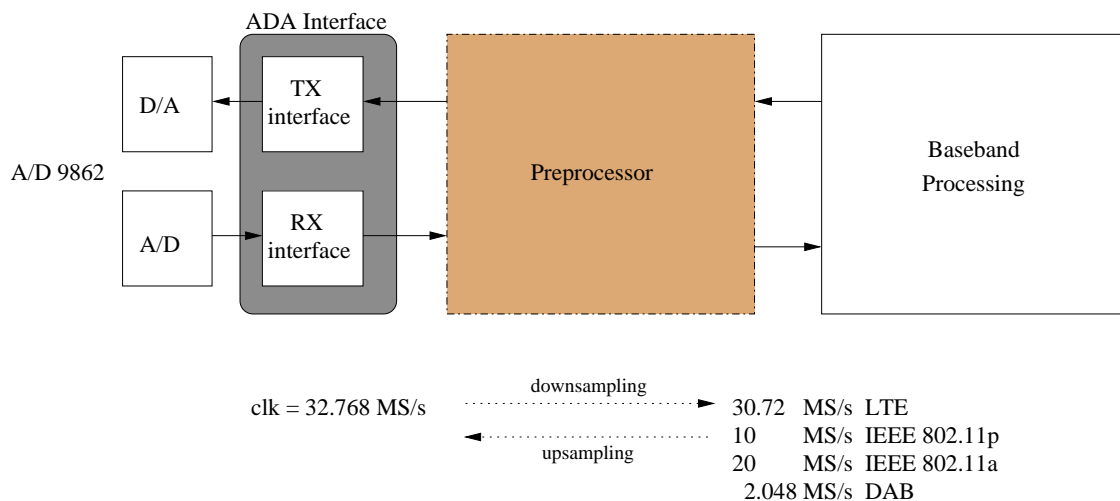 ADA Interface
D/A
TX
interface
A/D 9862
Preprocessor
Baseband
Processing
A/D
RX
interface
downsampling
clk = 32.768 MS/s
30.72 MS/s LTE
10 MS/s IEEE 802.11p
upsampling
20 MS/s IEEE 802.11a
2.048 MS/s DAB